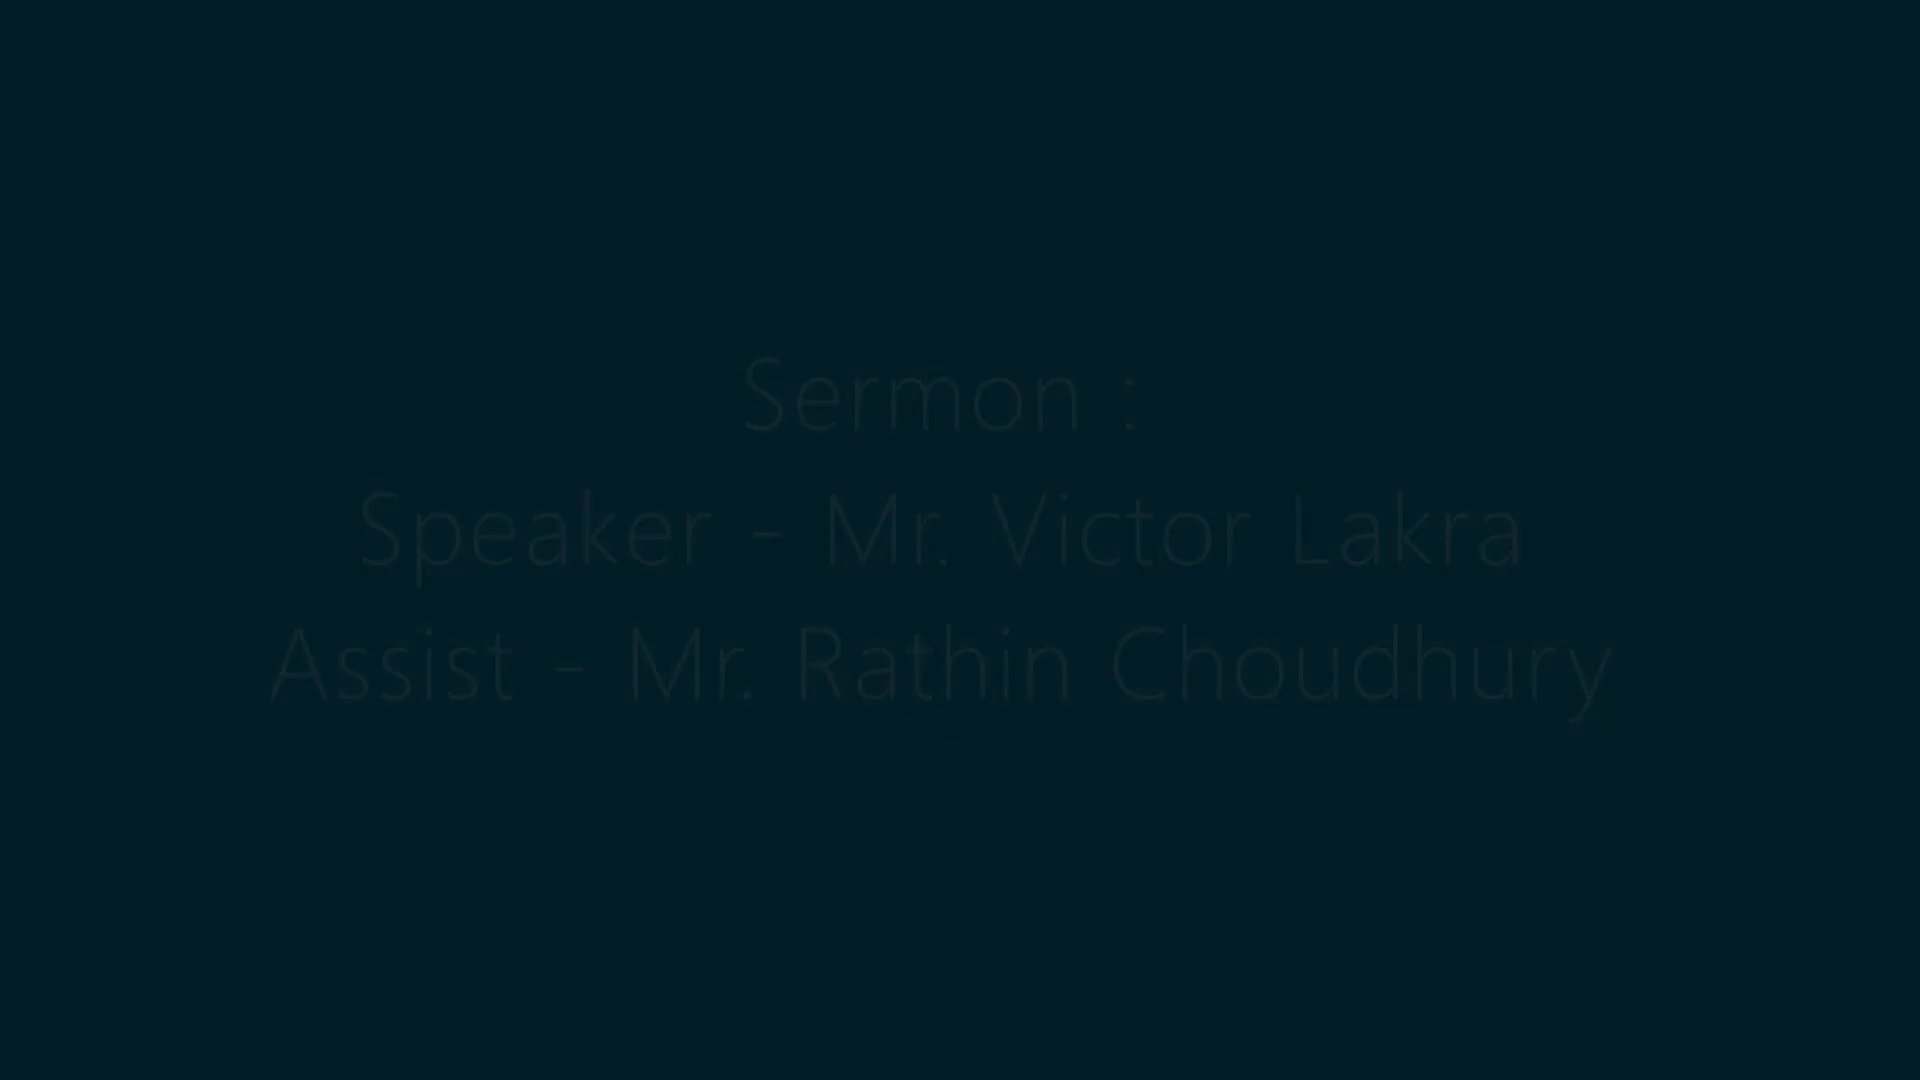 Sermon :
Speaker - Mr. Victor Lakra
Assist - Mr. Rathin Choudhury